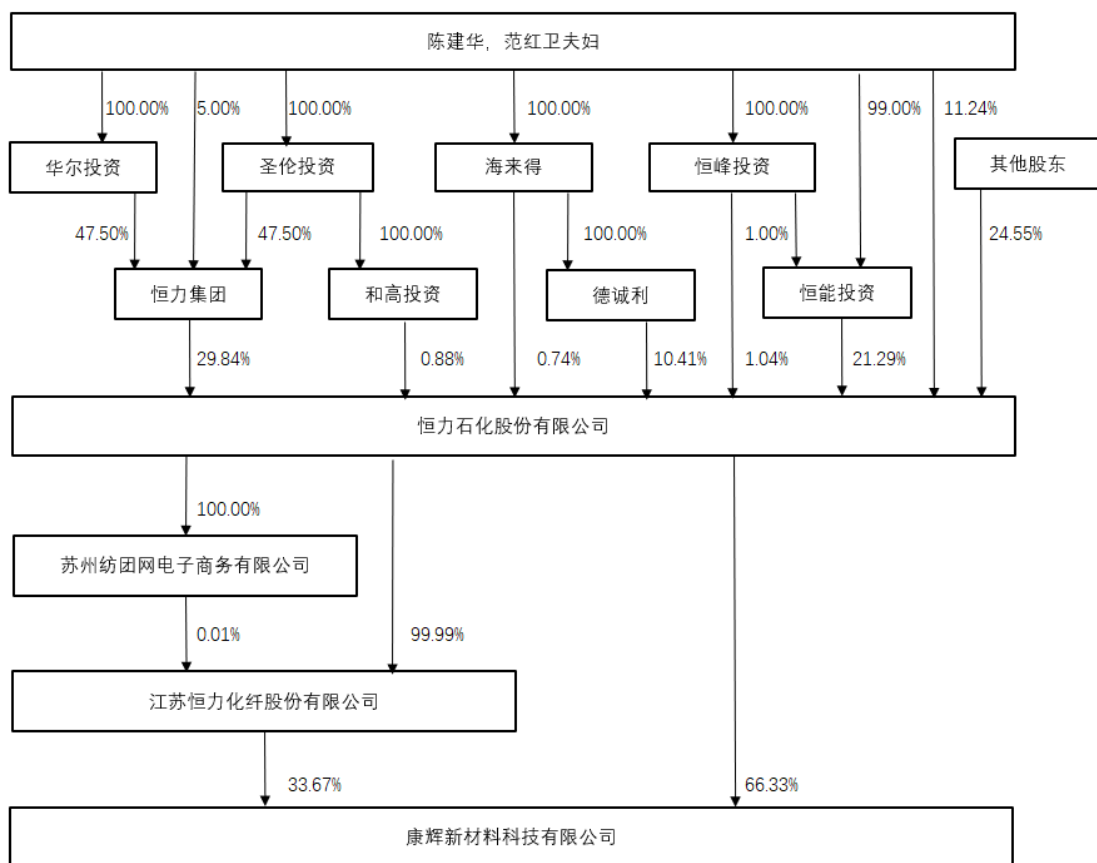 陈建华，范红卫夫妇
100.00%
5.00%
100.00%
100.00%
100.00%
99.00%
11.24%
华尔投资
圣伦投资
海来得
恒峰投资
其他股东
47.50%
47.50%
100.00%
100.00%
1.00%
24.55%
恒力集团
和高投资
德诚利
恒能投资
29.84%
0.88%
0.74%
10.41%
1.04%
21.29%
恒力石化股份有限公司
100.00%
苏州纺团网电子商务有限公司
0.01%
99.99%
江苏恒力化纤股份有限公司
33.67%
66.33%
康辉新材料科技有限公司